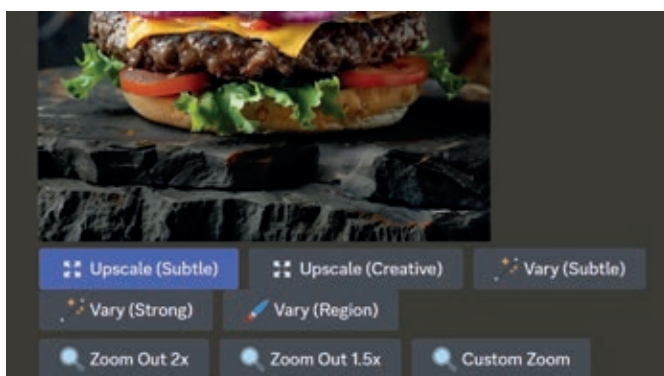 Upscale (Subtle) Upscale (Creative) Vary (Subtle)
Vary (Strong) Vary (Region)
Zoom Out 2x Zoom Out 1.5x Custom Zoom